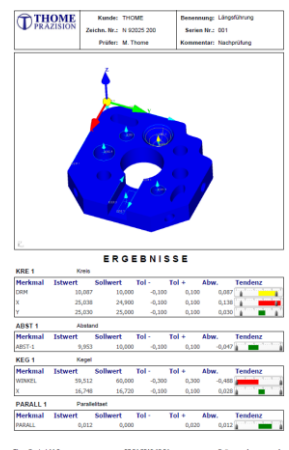 THOME
PRÄZISION
Kunde: THOME
Zeichn. Nr.: N 92025 200
Prüfer: M. Thome
Benennung: Längsführung
Serien Nr.: 001
Kommentar: Nachprüfung
ERGEBNISSE
KRE 1 Kreis
Merkmal Istwert Sollwert Tol - Tol + Abw. Tendenz
DRM 10,087 10,000 -0,100 0,100 0,087
X 25,038 24,900 -0,100 0,100 0,138
Y 25,030 25,000 -0,100 0,100 0,030
ABST 1 Abstand
Merkmal Istwert Sollwert Tol - Tol + Abw. Tendenz
ABST-1 9,953 10,000 -0,100 0,100 -0,047
KEG 1 Kegel
Merkmal Istwert Sollwert Tol - Tol + Abw. Tendenz
WINKEL 59,512 60,000 -0,300 0,300 -0,488
X 16,748 16,720 -0,100 0,100 0,028
PARALL 1 Parallelitaet
Merkmal Istwert Sollwert Tol - Tol + Abw. Tendenz
PARALL 0,012 0,000 0,020 0,012